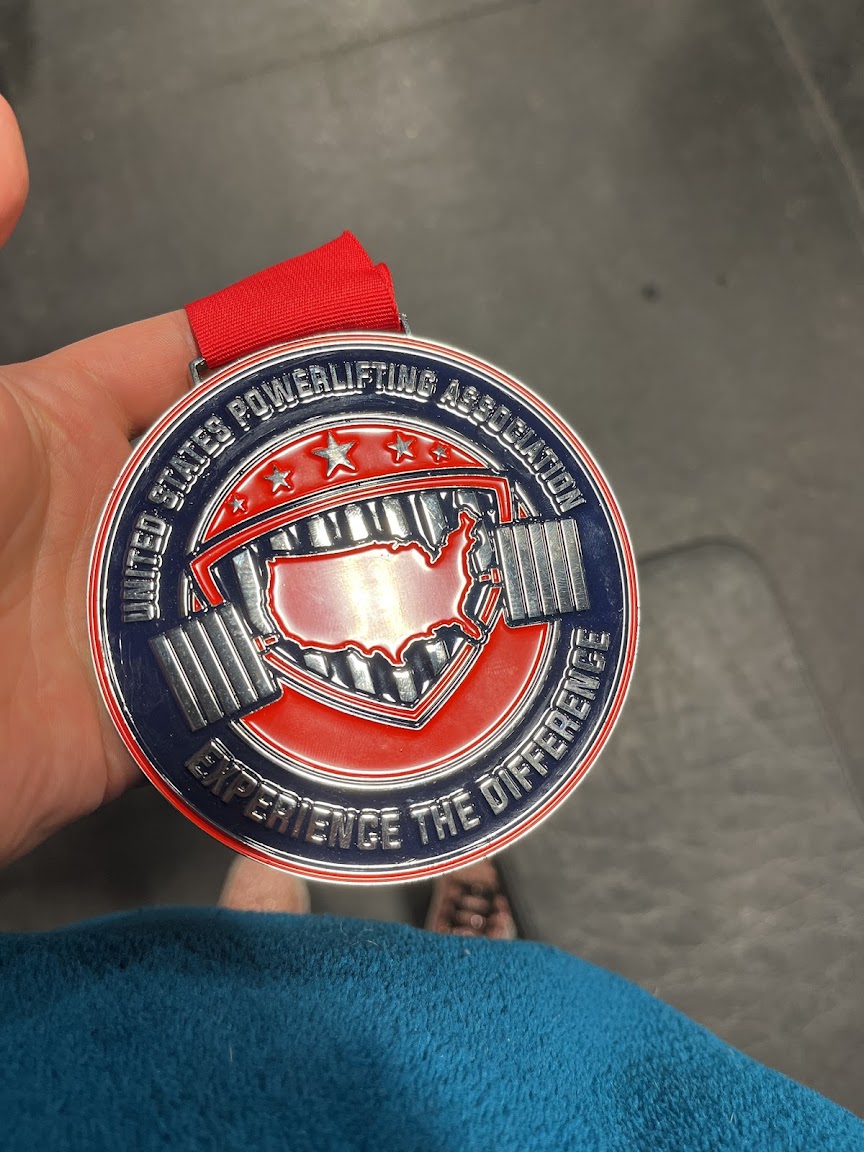 UNITED STATES POWERLIFTING ASSOCIATION
EXPERIENCE THE DIFFERENCE